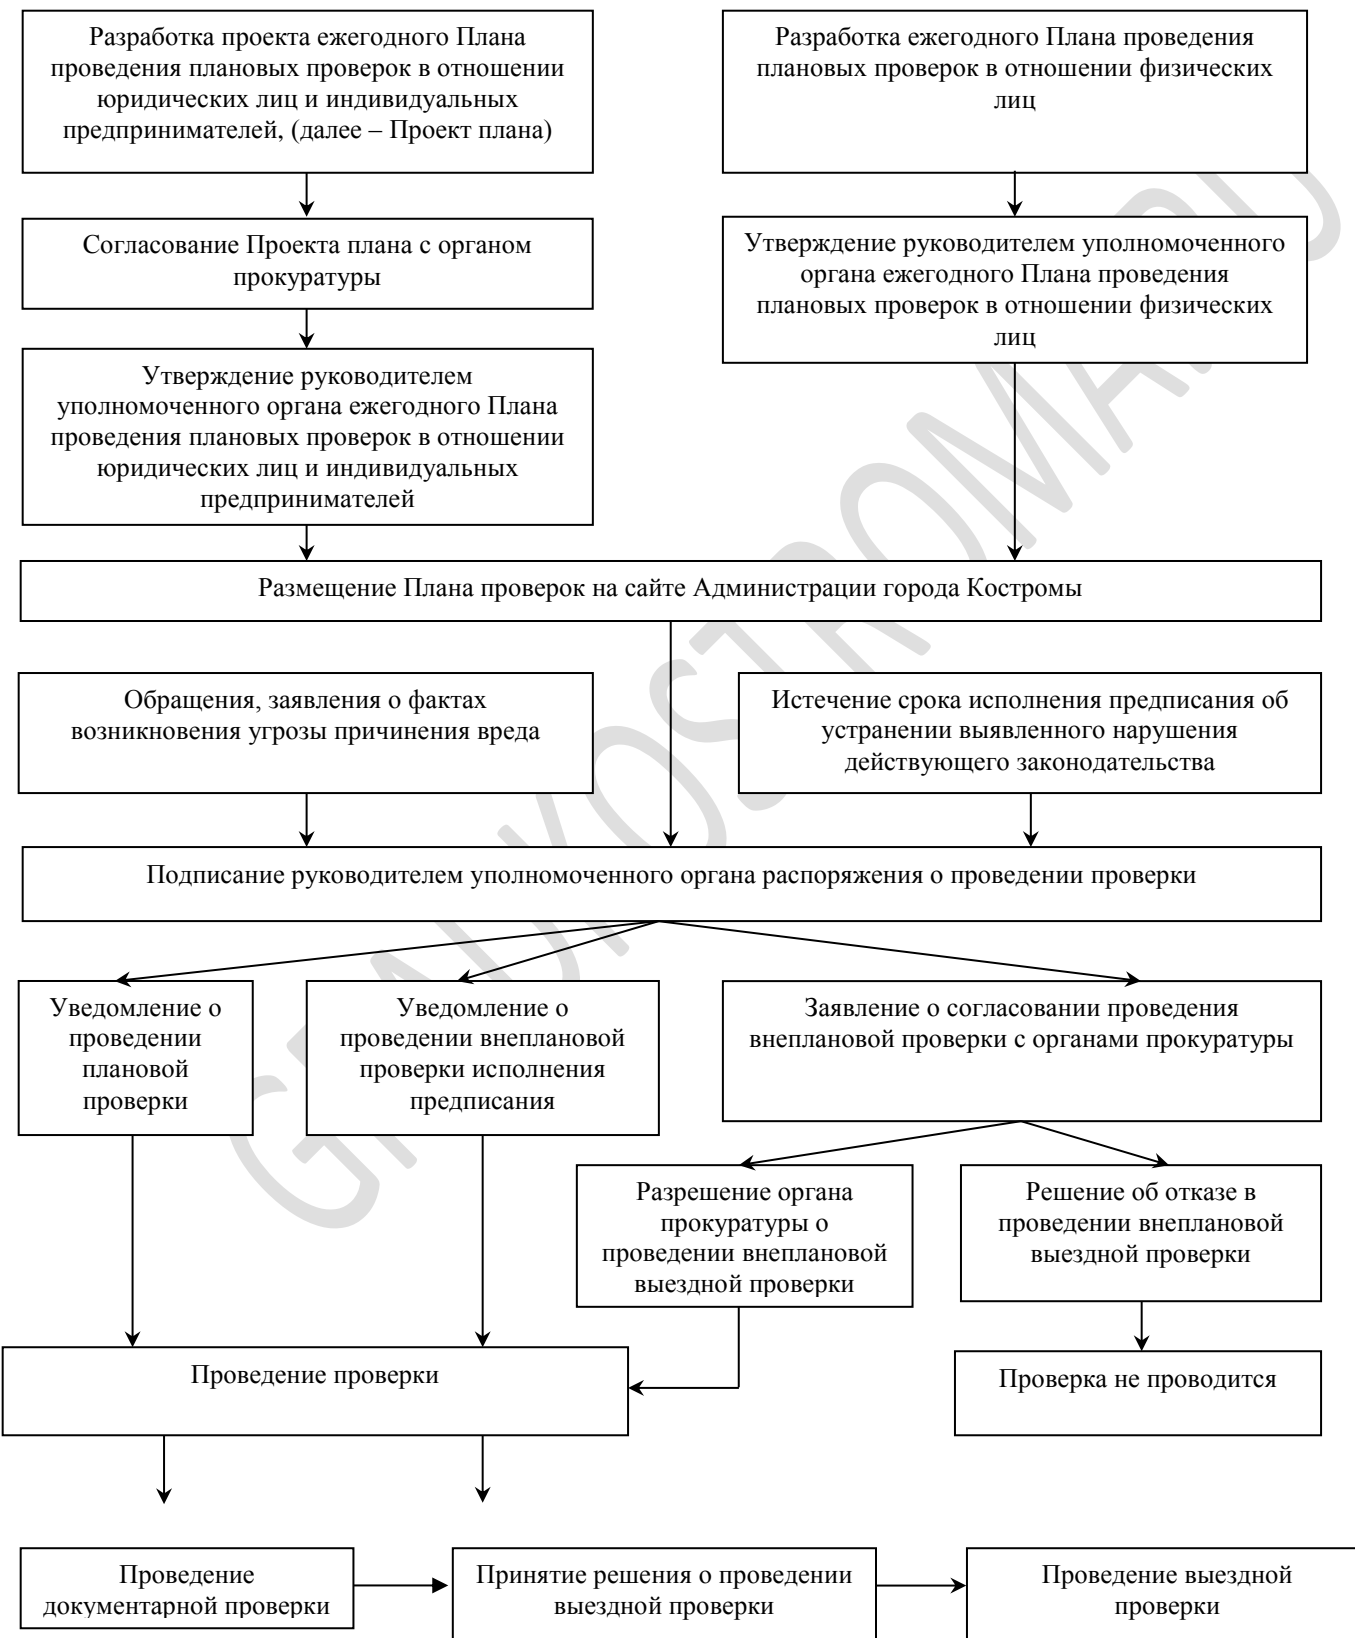 Разработка проекта ежегодного Плана
проведения плановых проверок в отношении
юридических лиц и индивидуальных
предпринимателей, (далее – Проект плана)
Разработка ежегодного Плана проведения
плановых проверок в отношении физических
лиц
Согласование Проекта плана с органом
прокуратуры
Утверждение руководителем уполномоченного
органа ежегодного Плана проведения
плановых проверок в отношении физических
лиц
Утверждение руководителем
уполномоченного органа ежегодного Плана
проведения плановых проверок в отношении
юридических лиц и индивидуальных
предпринимателей
Размещение Плана проверок на сайте Администрации города Костромы
Обращения, заявления о фактах
возникновения угрозы причинения вреда
Истечение срока исполнения предписания об
устранении выявленного нарушения
действующего законодательства
Подписание руководителем уполномоченного органа распоряжения о проведении проверки
Уведомление о
проведении
плановой
проверки
Уведомление о
проведении внеплановой
проверки исполнения
предписания
Заявление о согласовании проведения
внеплановой проверки с органами прокуратуры
Разрешение органа
прокуратуры о
проведении внеплановой
выездной проверки
Решение об отказе в
проведении внеплановой
выездной проверки
Проведение проверки
Проверка не проводится
Проведение
документарной проверки
Принятие решения о проведении
выездной проверки
Проведение выездной
проверки